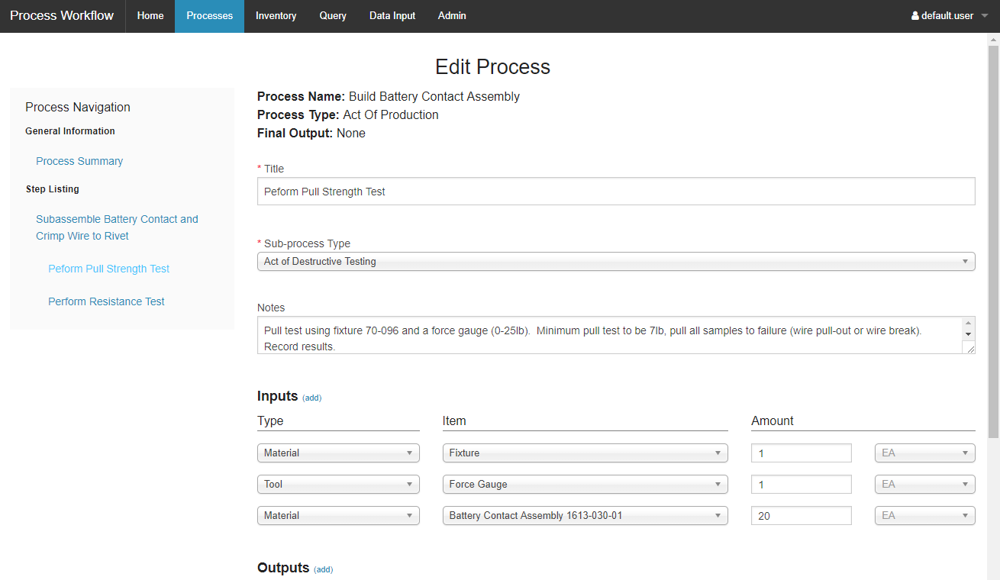 Process Workflow Home Processes Inventory Query Data Input Admin default.user
Edit Process
Process Navigation
General Information
Process Summary
Step Listing
Subassemble Battery Contact and
Crimp Wire to Rivet
Peform Pull Strength Test
Perform Resistance Test
Process Name: Build Battery Contact Assembly
Process Type: Act Of Production
Final Output: None
* Title
Peform Pull Strength Test
* Sub-process Type
Act of Destructive Testing
Notes
Pull test using fixture 70-096 and a force gauge (0-25lb).  Minimum pull test to be 7lb, pull all samples to failure (wire pull-out or wire break).
Record results.
Inputs (add)
Type Item Amount
Material Fixture 1 EA
Tool Force Gauge 1 EA
Material Battery Contact Assembly 1613-030-01 20 EA
Outputs (add)